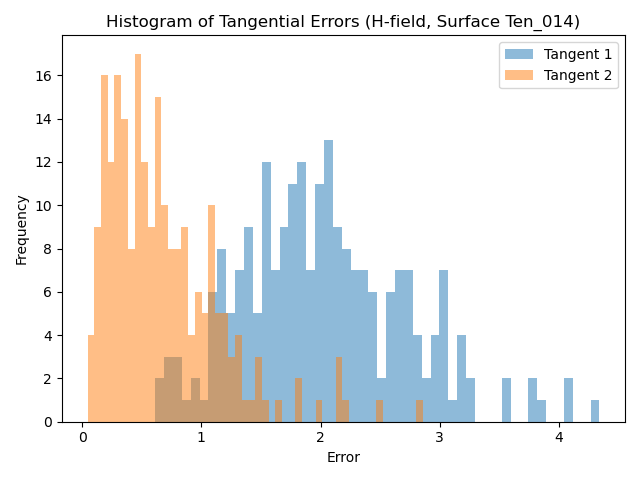 Histogram of Tangential Errors (H-field, Surface Ten_014)
Tangent 1
Tangent 2
Frequency
16
14
12
10
8
6
4
2
0
0 1 2 3 4
Error